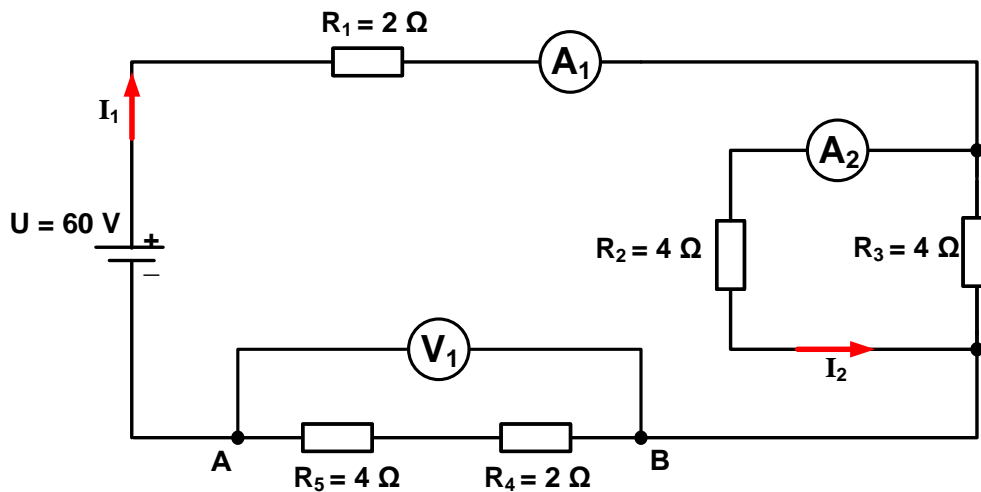 R₁ = 2 Ω
A₁
I₁
A₂
U = 60 V
+
_
R₂ = 4 Ω
R₃ = 4 Ω
V₁
I₂
A
B
R₅ = 4 Ω
R₄ = 2 Ω